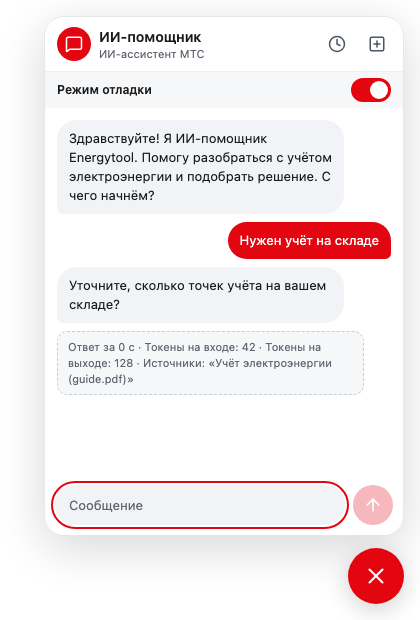 ИИ-помощник
ИИ-ассистент МТС
Режим отладки
Здравствуйте! Я ИИ-помощник
Energytool. Помогу разобраться с учётом
электроэнергии и подобрать решение. С
чего начнём?
Нужен учёт на складе
Уточните, сколько точек учёта на вашем
складе?
Ответ за 0 с · Токены на входе: 42 · Токены на
выходе: 128 · Источники: «Учёт электроэнергии
(guide.pdf)»
Сообщение